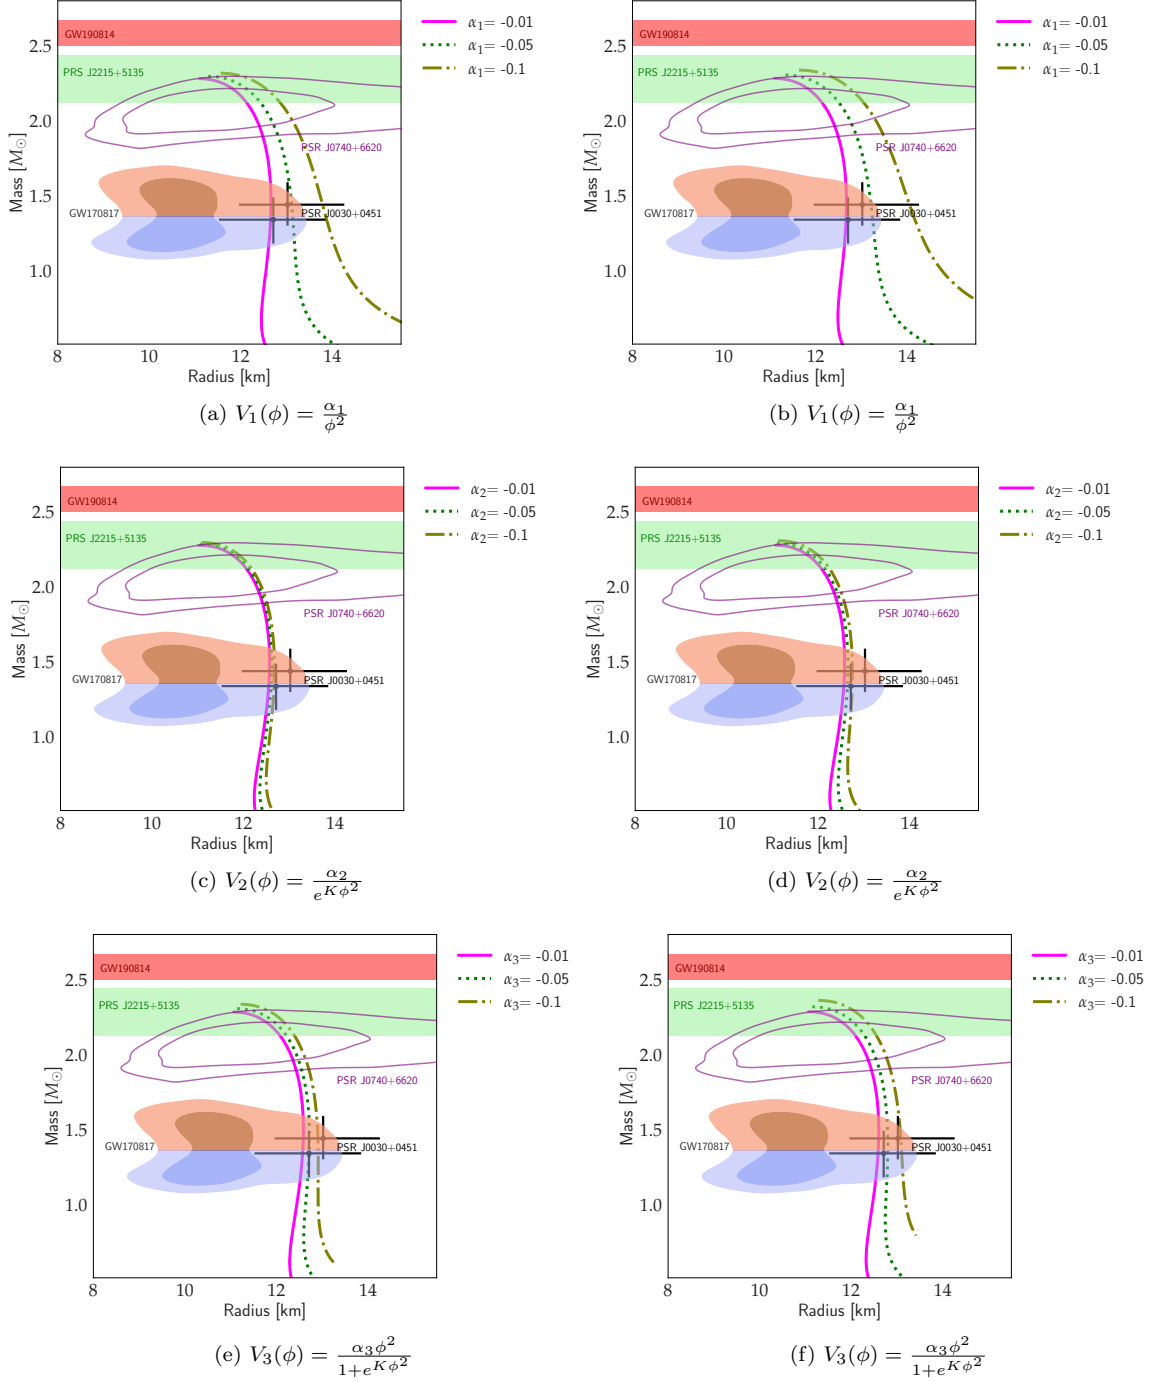 GW190814
PRS J2215+5135
PSR J0740+6620
GW170817
PSR J0030+0451
Mass [M⊙]
2.5
2.0
1.5
1.0
8 10 12 14
Radius [km]
α₁= -0.01
α₁= -0.05
α₁= -0.1
(a) V₁(ϕ) = α₁/ϕ²
GW190814
PRS J2215+5135
PSR J0740+6620
GW170817
PSR J0030+0451
Mass [M⊙]
2.5
2.0
1.5
1.0
8 10 12 14
Radius [km]
α₁= -0.01
α₁= -0.05
α₁= -0.1
(b) V₁(ϕ) = α₁/ϕ²
GW190814
PRS J2215+5135
PSR J0740+6620
GW170817
PSR J0030+0451
Mass [M⊙]
2.5
2.0
1.5
1.0
8 10 12 14
Radius [km]
α₂= -0.01
α₂= -0.05
α₂= -0.1
(c) V₂(ϕ) = α₂/e^{Kϕ²}
GW190814
PRS J2215+5135
PSR J0740+6620
GW170817
PSR J0030+0451
Mass [M⊙]
2.5
2.0
1.5
1.0
8 10 12 14
Radius [km]
α₂= -0.01
α₂= -0.05
α₂= -0.1
(d) V₂(ϕ) = α₂/e^{Kϕ²}
GW190814
PRS J2215+5135
PSR J0740+6620
GW170817
PSR J0030+0451
Mass [M⊙]
2.5
2.0
1.5
1.0
8 10 12 14
Radius [km]
α₃= -0.01
α₃= -0.05
α₃= -0.1
(e) V₃(ϕ) = α₃ϕ²/1+e^{Kϕ²}
GW190814
PRS J2215+5135
PSR J0740+6620
GW170817
PSR J0030+0451
Mass [M⊙]
2.5
2.0
1.5
1.0
8 10 12 14
Radius [km]
α₃= -0.01
α₃= -0.05
α₃= -0.1
(f) V₃(ϕ) = α₃ϕ²/1+e^{Kϕ²}